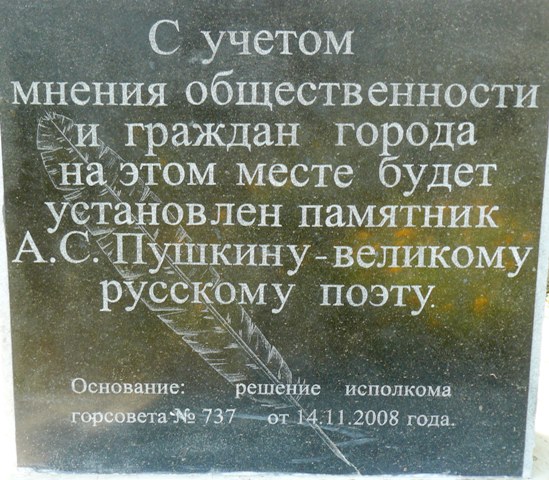 С учетом
мнения общественности
и граждан города
на этом месте будет
установлен памятник
А.С. Пушкину-великому
русскому поэту.
Основание: решение исполкома
горсовета № 737 от 14.11.2008 года.